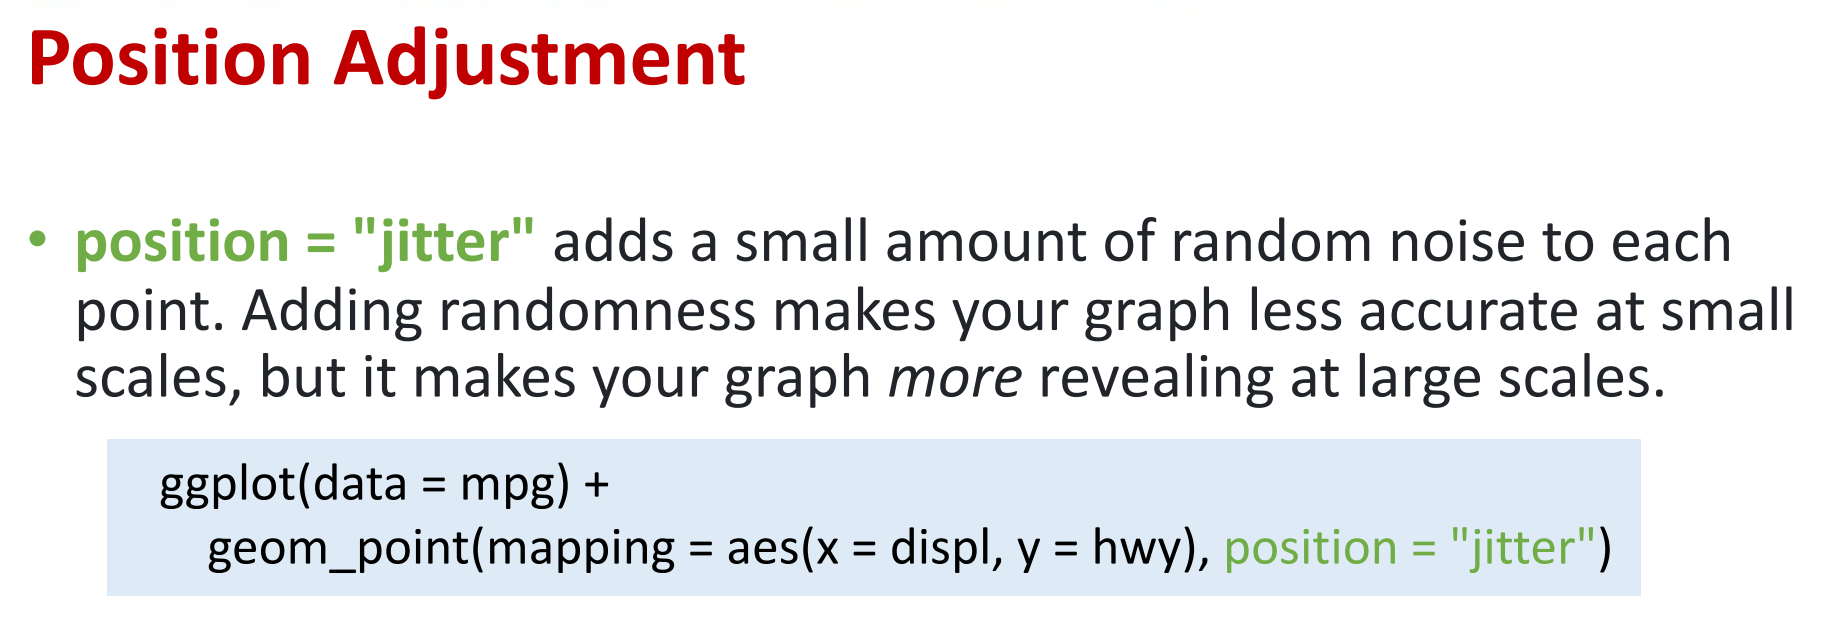 Position Adjustment
• position = "jitter" adds a small amount of random noise to each
point. Adding randomness makes your graph less accurate at small
scales, but it makes your graph more revealing at large scales.
ggplot(data = mpg) +
geom_point(mapping = aes(x = displ, y = hwy), position = "jitter")